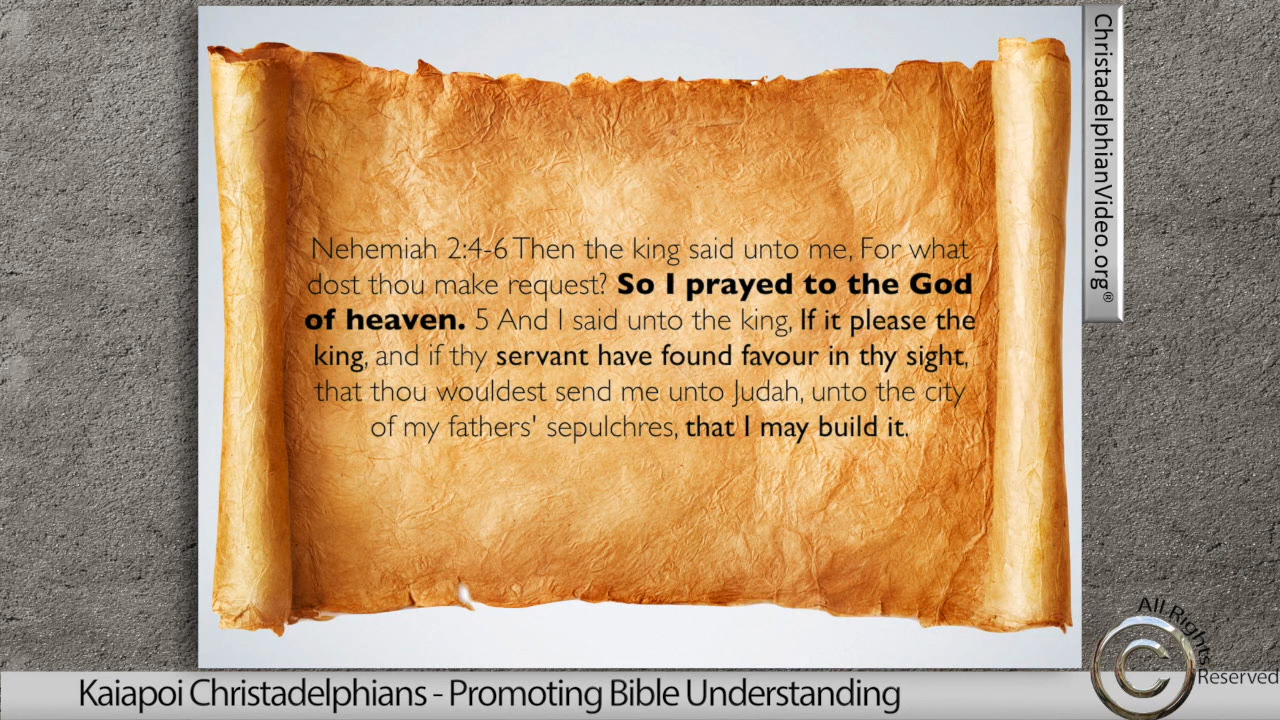 Nehemiah 2:4-6 Then the king said unto me, For what
dost thou make request? So I prayed to the God
of heaven. 5 And I said unto the king, If it please the
king, and if thy servant have found favour in thy sight,
that thou wouldest send me unto Judah, unto the city
of my fathers' sepulchres, that I may build it.
ChristadelphianVideo.org®
All Rights
C
Reserved
Kaiapoi Christadelphians - Promoting Bible Understanding